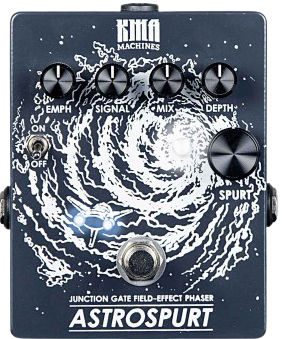 KMA
MACHINES
EMPH SIGNAL MIX DEPTH
ON
OFF
SPURT
JUNCTION GATE FIELD-EFFECT PHASER
ASTROSPURT